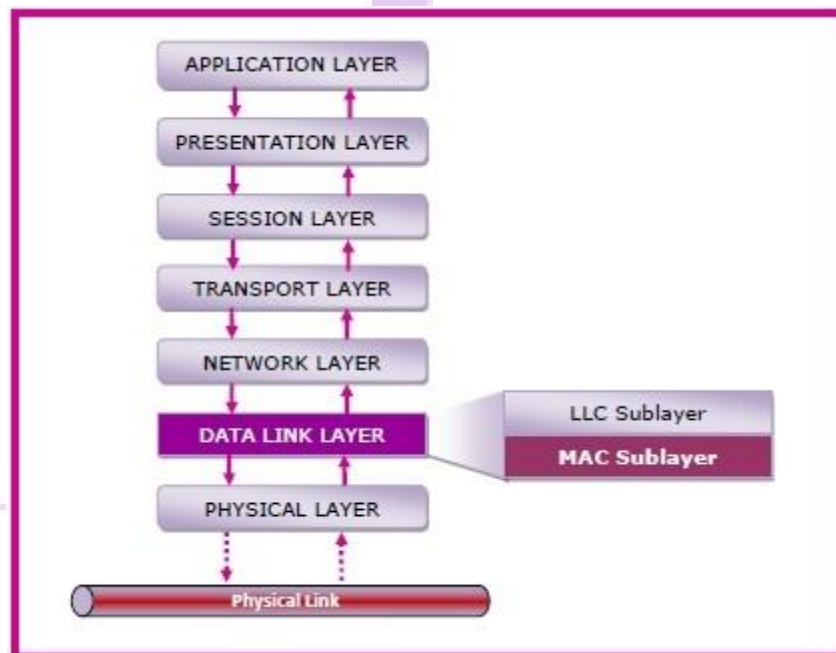 APPLICATION LAYER
PRESENTATION LAYER
SESSION LAYER
TRANSPORT LAYER
NETWORK LAYER
DATA LINK LAYER
LLC Sublayer
MAC Sublayer
PHYSICAL LAYER
Physical Link